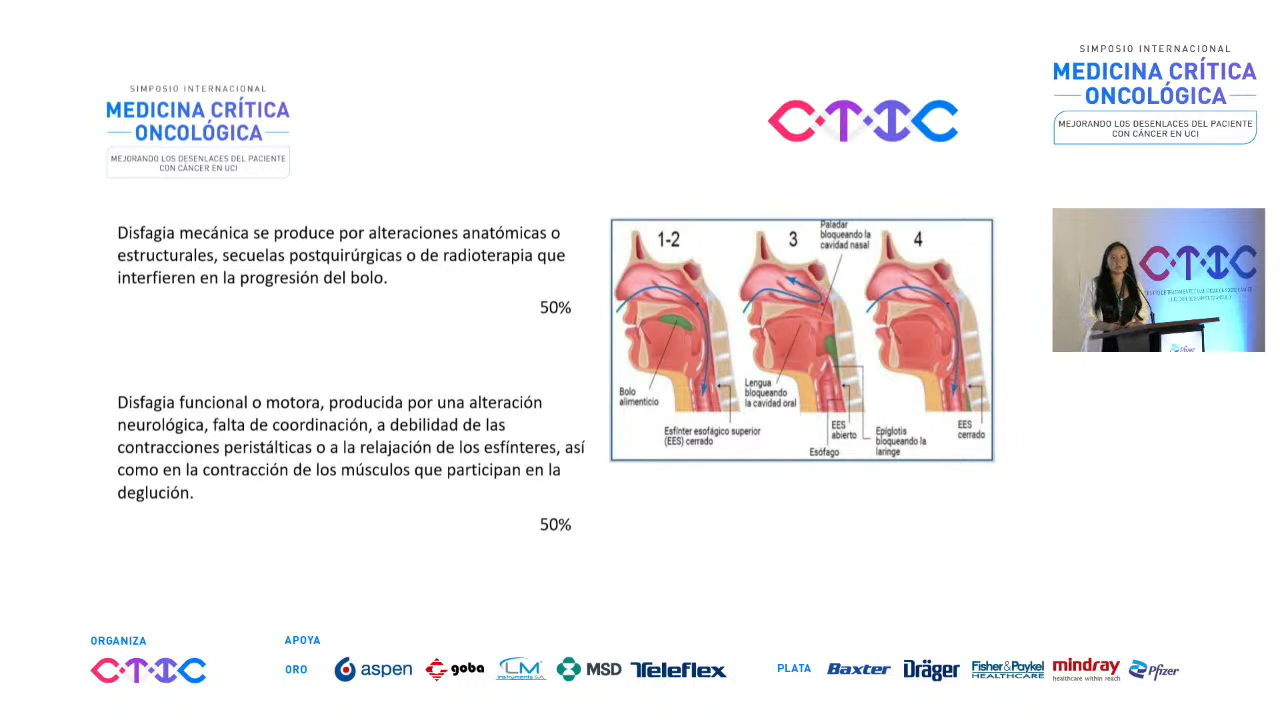 SIMPOSIO INTERNACIONAL
MEDICINA CRÍTICA
ONCOLÓGICA
MEJORANDO LOS DESENLACES DEL PACIENTE
CON CÁNCER EN UCI
CTIC
SIMPOSIO INTERNACIONAL
MEDICINA CRÍTICA
ONCOLÓGICA
MEJORANDO LOS DESENLACES DEL PACIENTE
CON CÁNCER EN UCI
Disfagia mecánica se produce por alteraciones anatómicas o
estructurales, secuelas postquirúrgicas o de radioterapia que
interfieren en la progresión del bolo.
50%
Disfagia funcional o motora, producida por una alteración
neurológica, falta de coordinación, a debilidad de las
contracciones peristálticas o a la relajación de los esfínteres, así
como en la contracción de los músculos que participan en la
deglución.
50%
1-2
3
4
Paladar
bloqueando la
cavidad nasal
Bolo
alimenticio
Lengua
bloqueando
la cavidad oral
Esfínter esofágico superior
(EES) cerrado
EES
abierto
Esófago
Epíglotis
bloqueando la
laringe
EES
cerrado
CTIC
Pfizer
ORGANIZA
CTIC
APOYA
ORO
aspen
goba
LM
Instruments S.A.
MSD
Teleflex
PLATA
Baxter
Dräger
Fisher & Paykel
HEALTHCARE
mindray
healthcare within reach
Pfizer